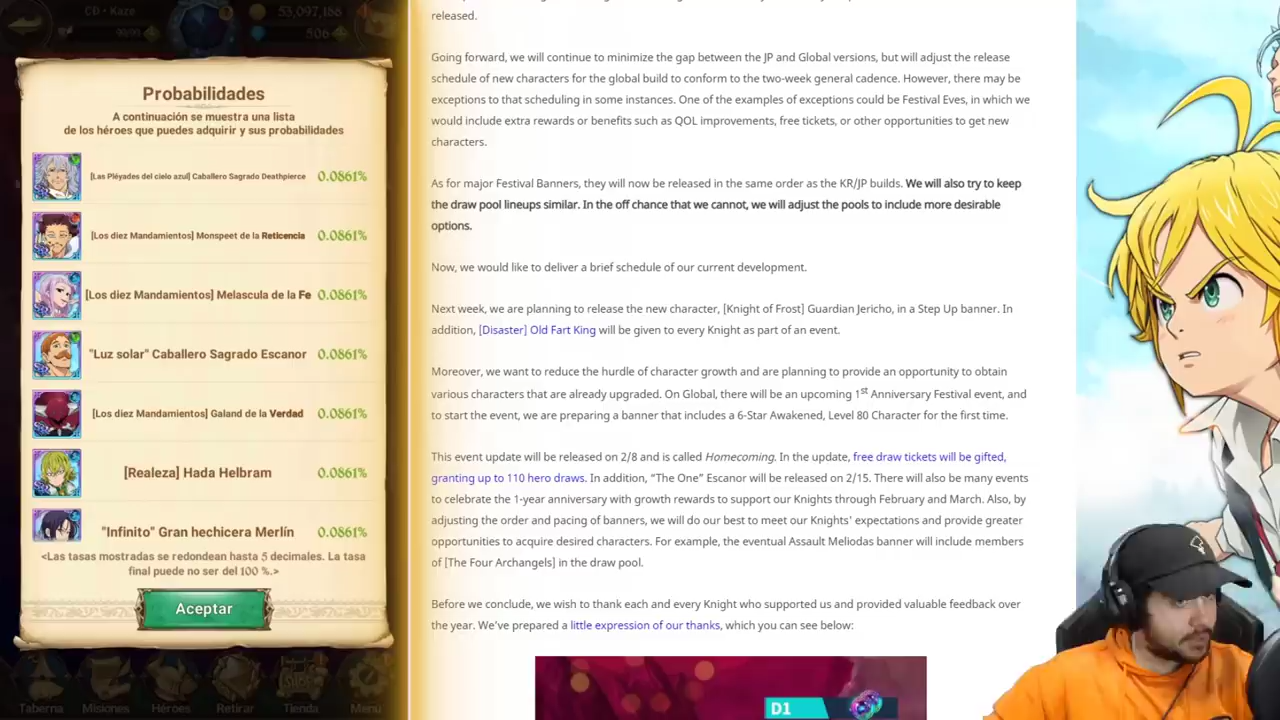 CD • Kaze
53,097,188
90/90
506
Probabilidades
A continuación se muestra una lista
de los héroes que puedes adquirir y sus probabilidades
[Las Pléyades del cielo azul] Caballero Sagrado Deathpierce 0.0861%
[Los diez Mandamientos] Monspeet de la Reticencia 0.0861%
[Los diez Mandamientos] Melascula de la Fe 0.0861%
"Luz solar" Caballero Sagrado Escanor 0.0861%
[Los diez Mandamientos] Galand de la Verdad 0.0861%
[Realeza] Hada Helbram 0.0861%
"Infinito" Gran hechicera Merlín 0.0861%
<Las tasas mostradas se redondean hasta 5 decimales. La tasa
final puede no ser del 100 %.>
Aceptar
Taberna Misiones Héroes Retirar Tienda Menú
released.
Going forward, we will continue to minimize the gap between the JP and Global versions, but will adjust the release
schedule of new characters for the global build to conform to the two-week general cadence. However, there may be
exceptions to that scheduling in some instances. One of the examples of exceptions could be Festival Eves, in which we
would include extra rewards or benefits such as QOL improvements, free tickets, or other opportunities to get new
characters.
As for major Festival Banners, they will now be released in the same order as the KR/JP builds. We will also try to keep
the draw pool lineups similar. In the off chance that we cannot, we will adjust the pools to include more desirable
options.
Now, we would like to deliver a brief schedule of our current development.
Next week, we are planning to release the new character, [Knight of Frost] Guardian Jericho, in a Step Up banner. In
addition, [Disaster] Old Fart King will be given to every Knight as part of an event.
Moreover, we want to reduce the hurdle of character growth and are planning to provide an opportunity to obtain
various characters that are already upgraded. On Global, there will be an upcoming 1st Anniversary Festival event, and
to start the event, we are preparing a banner that includes a 6-Star Awakened, Level 80 Character for the first time.
This event update will be released on 2/8 and is called Homecoming. In the update, free draw tickets will be gifted,
granting up to 110 hero draws. In addition, “The One” Escanor will be released on 2/15. There will also be many events
to celebrate the 1-year anniversary with growth rewards to support our Knights through February and March. Also, by
adjusting the order and pacing of banners, we will do our best to meet our Knights' expectations and provide greater
opportunities to acquire desired characters. For example, the eventual Assault Meliodas banner will include members
of [The Four Archangels] in the draw pool.
Before we conclude, we wish to thank each and every Knight who supported us and provided valuable feedback over
the year. We’ve prepared a little expression of our thanks, which you can see below:
D1